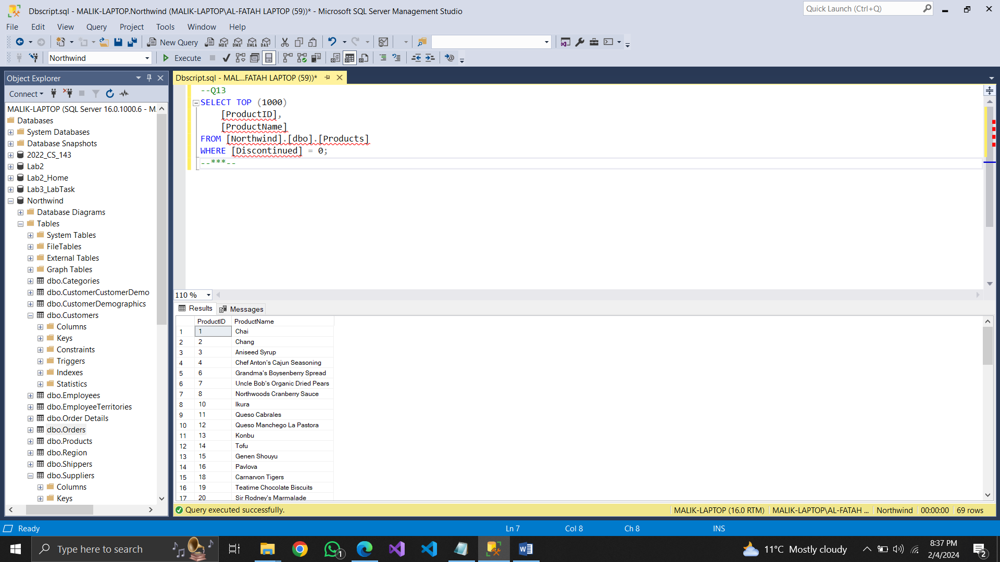 Dbscript.sql - MALIK-LAPTOP.Northwind (MALIK-LAPTOP\AL-FATAH LAPTOP (59))* - Microsoft SQL Server Management Studio
Quick Launch (Ctrl+Q)
File Edit View Query Project Tools Window Help
New Query MDX DMX XMLA DAX
Northwind Execute
Object Explorer
Connect
MALIK-LAPTOP (SQL Server 16.0.1000.6 - M
Databases
System Databases
Database Snapshots
2022_CS_143
Lab2
Lab2_Home
Lab3_LabTask
Northwind
Database Diagrams
Tables
System Tables
FileTables
External Tables
Graph Tables
dbo.Categories
dbo.CustomerCustomerDemo
dbo.CustomerDemographics
dbo.Customers
Columns
Keys
Constraints
Triggers
Indexes
Statistics
dbo.Employees
dbo.EmployeeTerritories
dbo.Order Details
dbo.Orders
dbo.Products
dbo.Region
dbo.Shippers
dbo.Suppliers
Columns
Keys
Dbscript.sql - MAL...FATAH LAPTOP (59))*
--Q13
SELECT TOP (1000)
[ProductID],
[ProductName]
FROM [Northwind].[dbo].[Products]
WHERE [Discontinued] = 0;
--***--
110 %
Results Messages
ProductID ProductName
1 1 Chai
2 2 Chang
3 3 Aniseed Syrup
4 4 Chef Anton's Cajun Seasoning
5 6 Grandma's Boysenberry Spread
6 7 Uncle Bob's Organic Dried Pears
7 8 Northwoods Cranberry Sauce
8 10 Ikura
9 11 Queso Cabrales
10 12 Queso Manchego La Pastora
11 13 Konbu
12 14 Tofu
13 15 Genen Shouyu
14 16 Pavlova
15 18 Carnarvon Tigers
16 19 Teatime Chocolate Biscuits
17 20 Sir Rodney's Marmalade
Query executed successfully. MALIK-LAPTOP (16.0 RTM) MALIK-LAPTOP\AL-FATAH ... Northwind 00:00:00 69 rows
Ready Ln 7 Col 8 Ch 8 INS
Type here to search 1 11°C Mostly cloudy 8:37 PM
2/4/2024 2